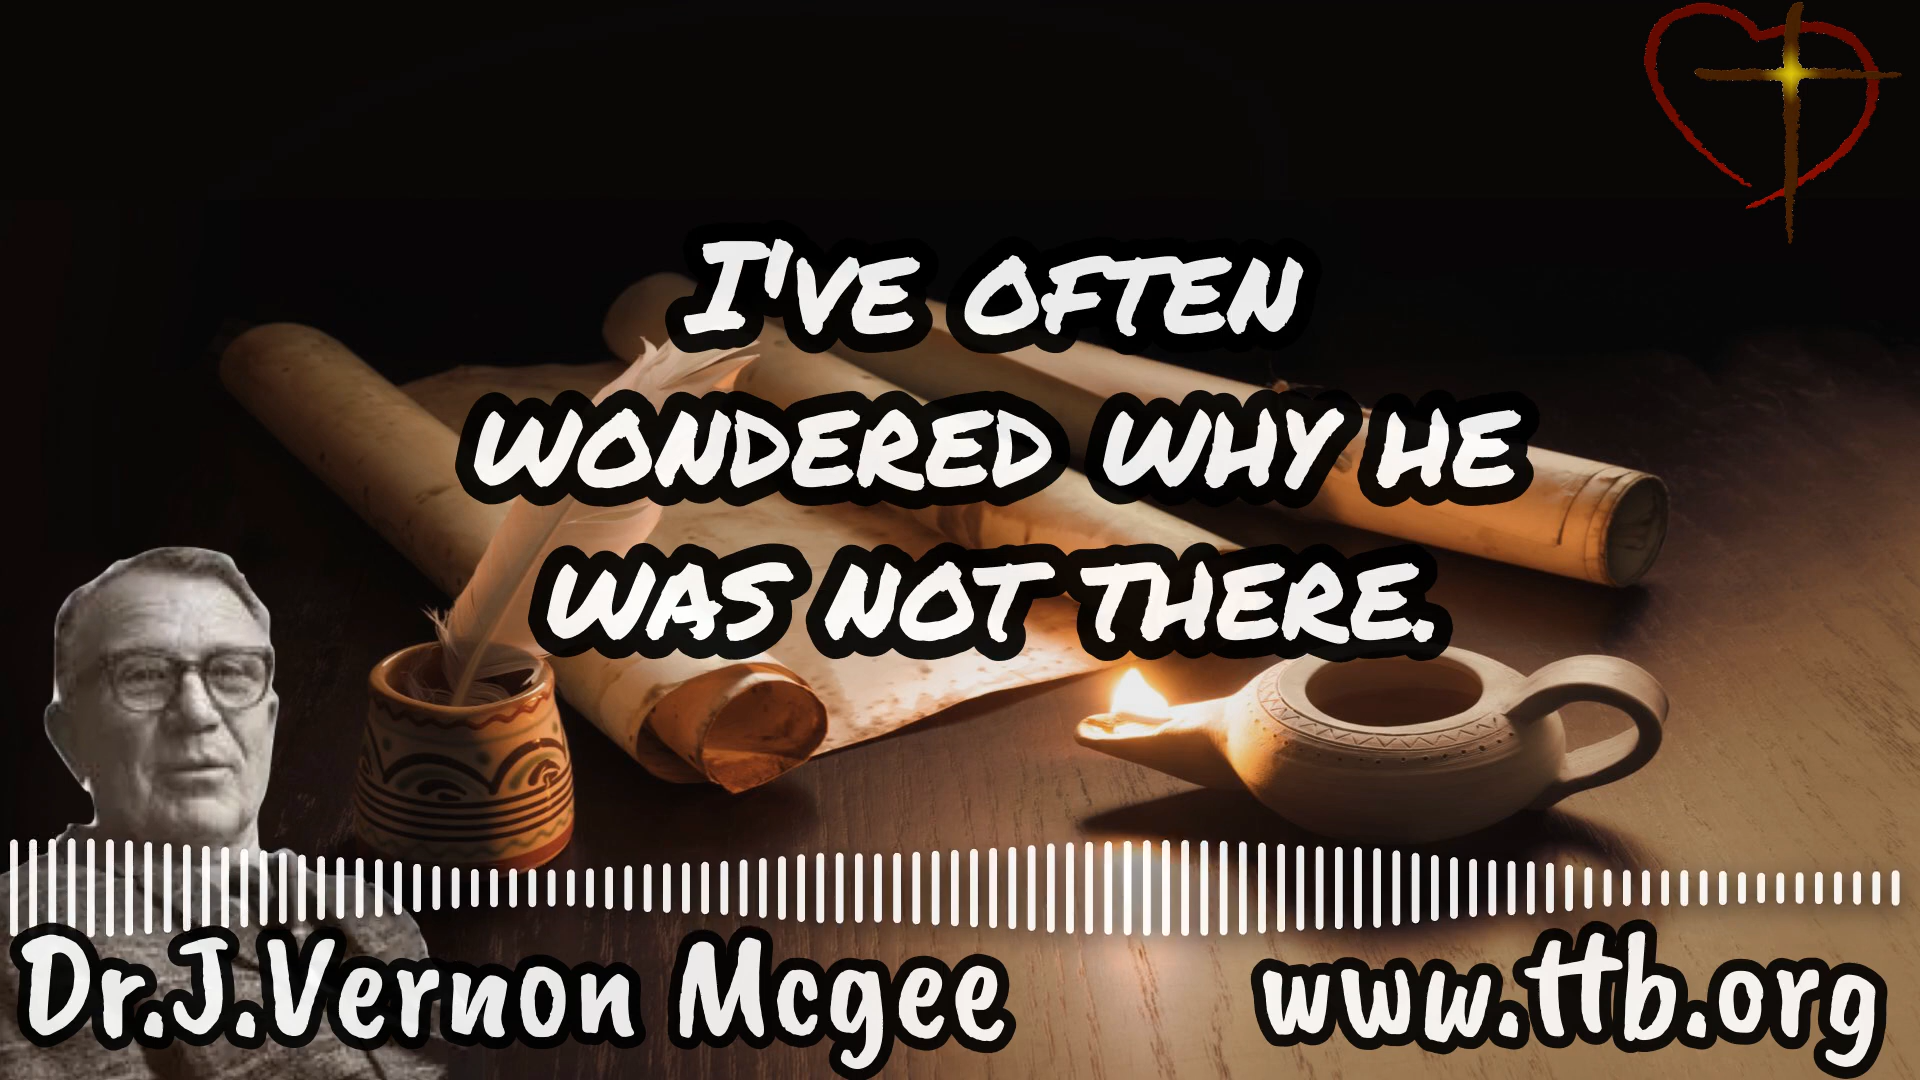 I'VE OFTEN
WONDERED WHY HE
WAS NOT THERE.
Dr.J.Vernon Mcgee
www.ttb.org